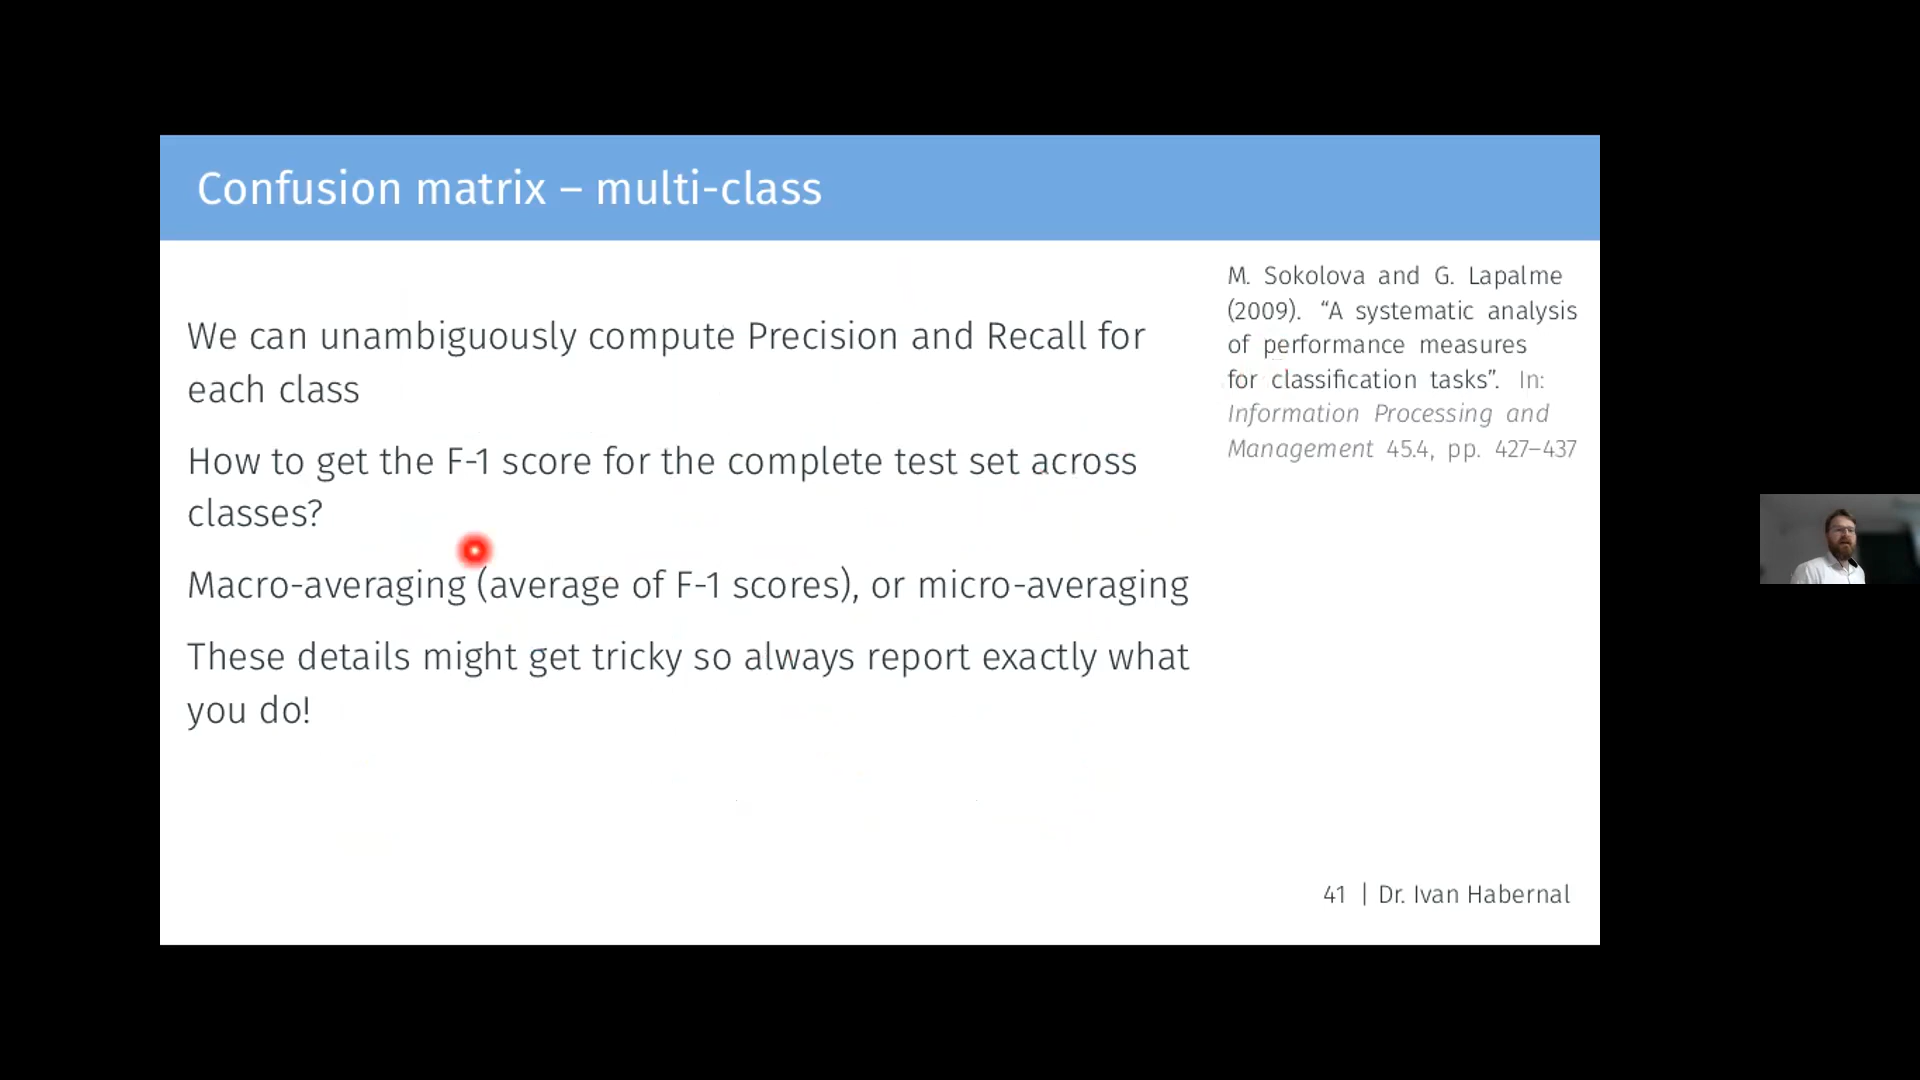 Confusion matrix – multi-class
We can unambiguously compute Precision and Recall for
each class
How to get the F-1 score for the complete test set across
classes?
Macro-averaging (average of F-1 scores), or micro-averaging
These details might get tricky so always report exactly what
you do!
M. Sokolova and G. Lapalme
(2009). “A systematic analysis
of performance measures
for classification tasks”. In:
Information Processing and
Management 45.4, pp. 427–437
41 | Dr. Ivan Habernal